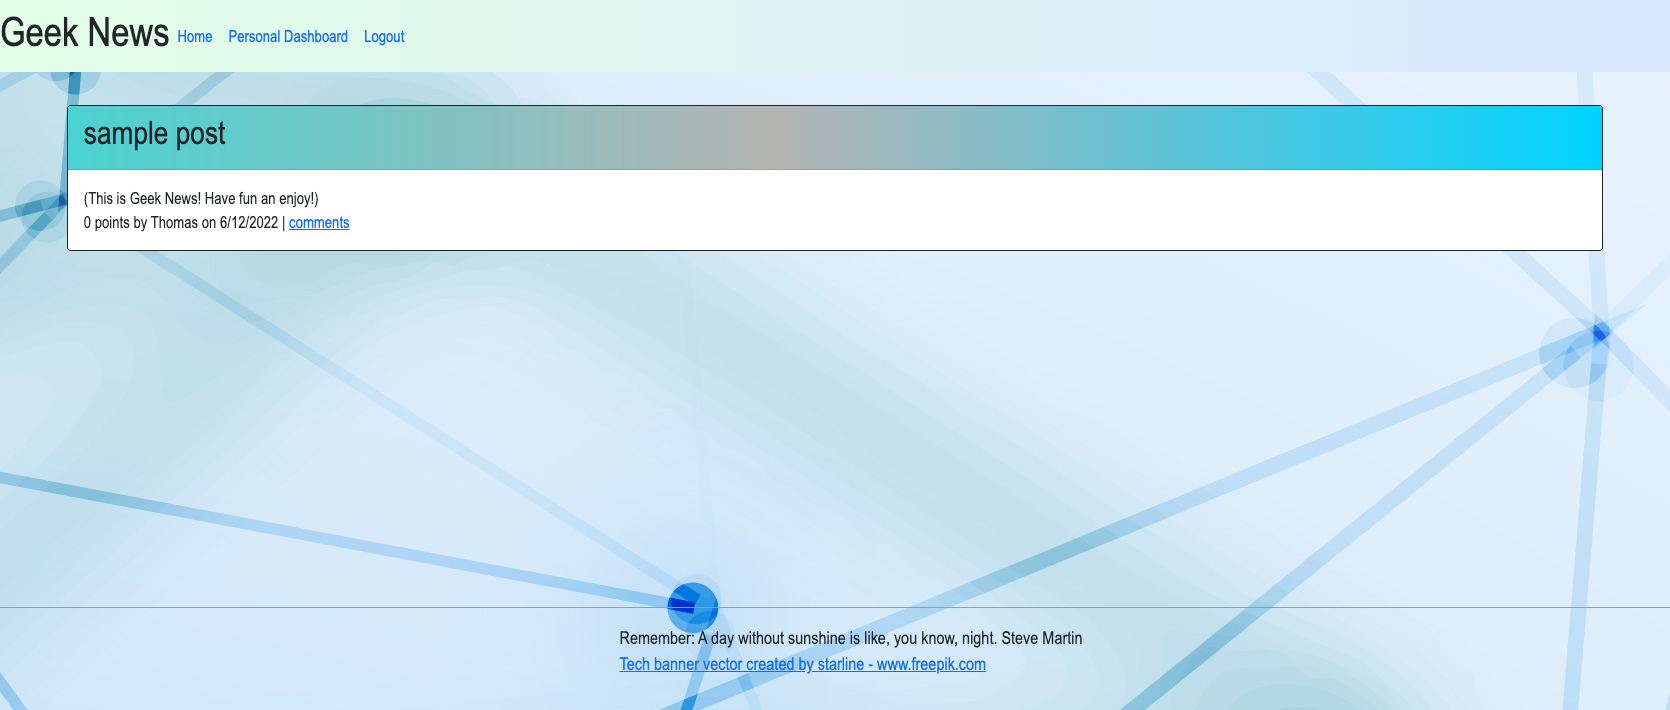 Geek News Home Personal Dashboard Logout
sample post
(This is Geek News! Have fun an enjoy!)
0 points by Thomas on 6/12/2022 | comments
Remember: A day without sunshine is like, you know, night. Steve Martin
Tech banner vector created by starline - www.freepik.com